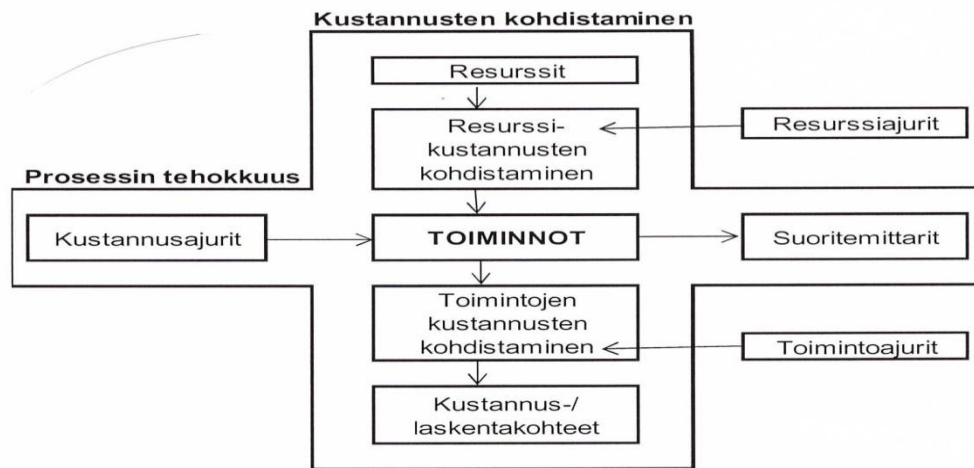 Kustannusten kohdistaminen
Resurssit
Resurssi-
kustannusten
kohdistaminen
Resurssiajurit
Prosessin tehokkuus
Kustannusajurit
TOIMINNOT
Suoritemittarit
Toimintojen
kustannusten
kohdistaminen
Toimintoajurit
Kustannus-/
laskentakohteet